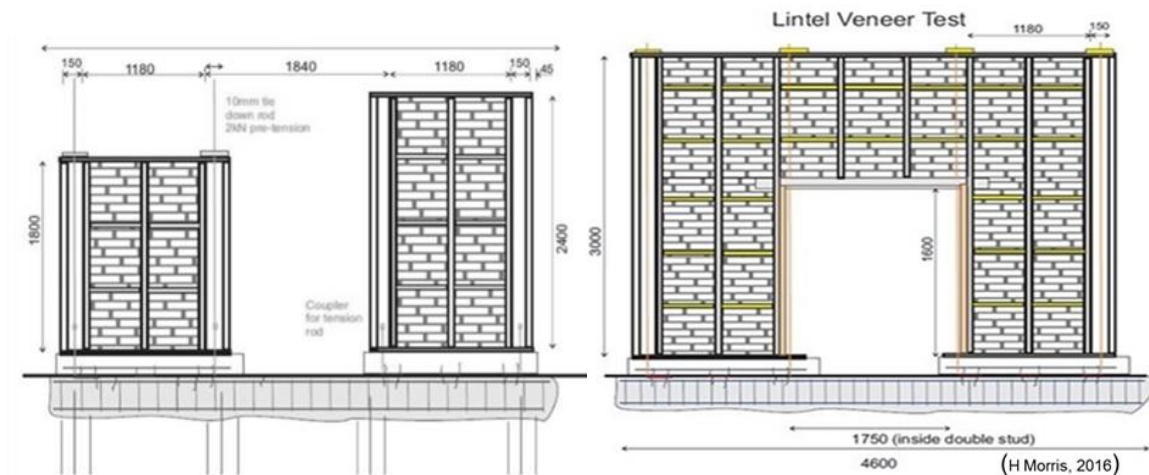 Lintel Veneer Test
150
1180
1840
1180
150
45
10mm tie
down rod
2kN pre-tension
1800
2400
Coupler
for tension
rod
1180
150
3000
1600
1750 (inside double stud)
4600
(H Morris, 2016)